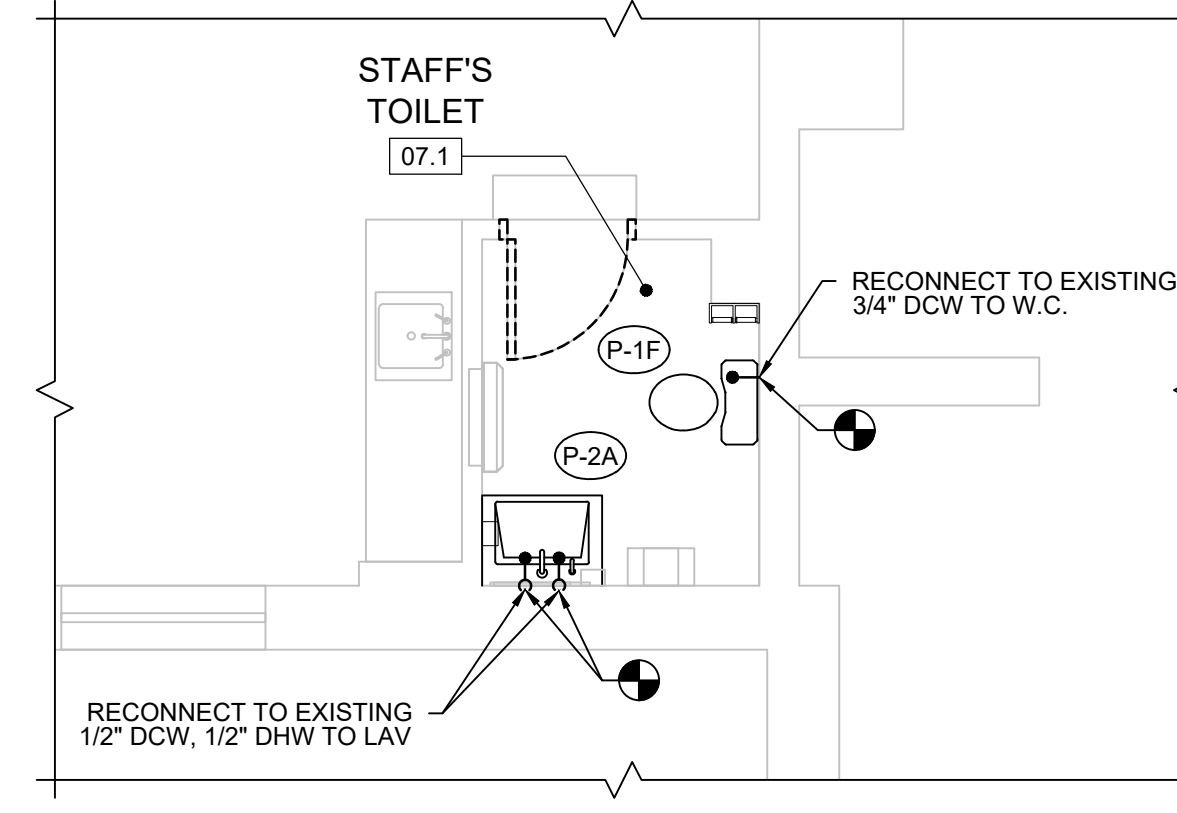 STAFF'S
TOILET
07.1
RECONNECT TO EXISTING
3/4" DCW TO W.C.
P-1F
P-2A
RECONNECT TO EXISTING
1/2" DCW, 1/2" DHW TO LAV